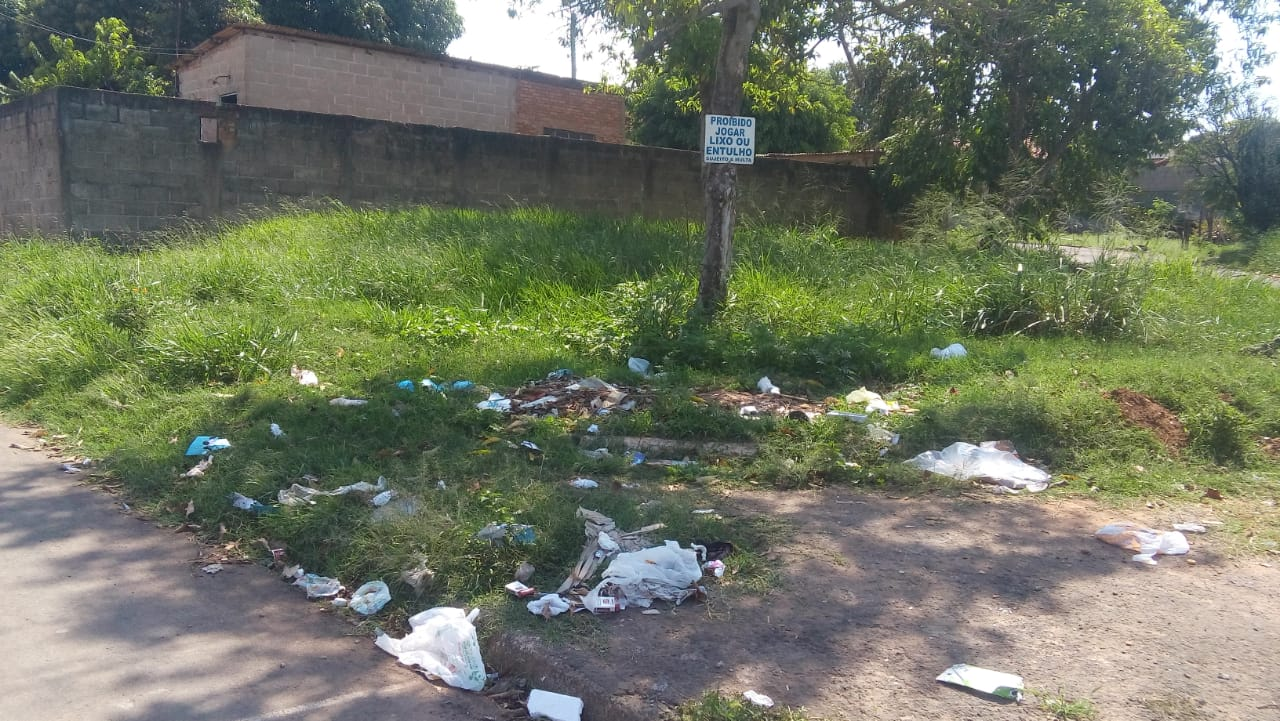 PROIBIDO
JOGAR
LIXO OU
ENTULHO
SUJEITO A MULTA